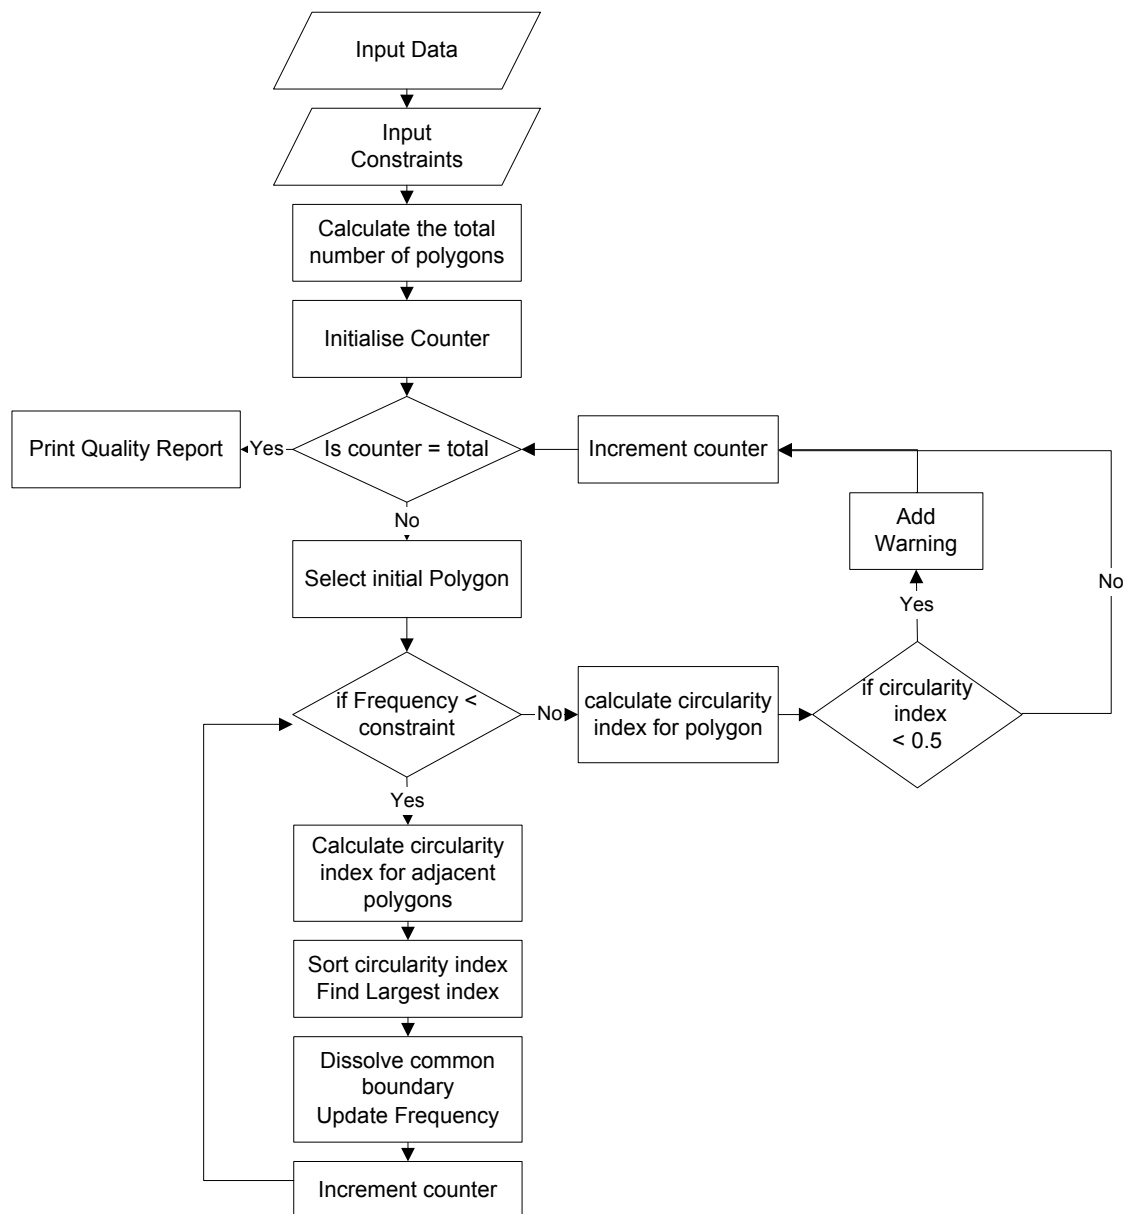 Input Data
Input
Constraints
Calculate the total
number of polygons
Initialise Counter
Print Quality Report
Yes
Is counter = total
Increment counter
No
Add
Warning
Select initial Polygon
Yes
No
if Frequency <
constraint
No
calculate circularity
index for polygon
if circularity
index
< 0.5
Yes
Calculate circularity
index for adjacent
polygons
Sort circularity index
Find Largest index
Dissolve common
boundary
Update Frequency
Increment counter